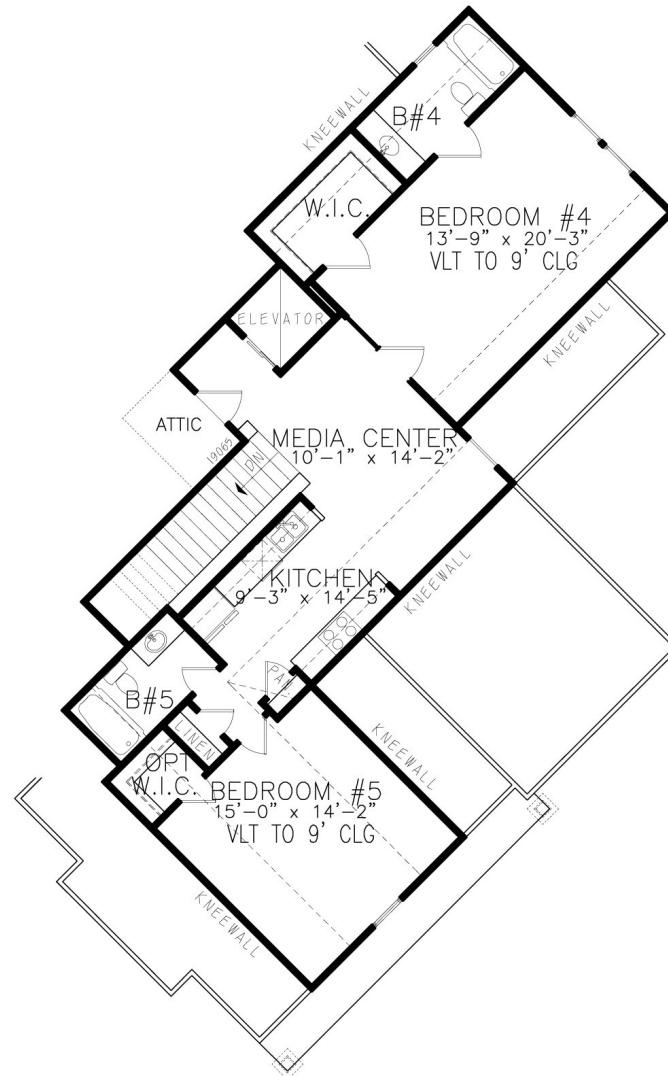 B#4
KNEEWALL
W.I.C.
BEDROOM #4
13'-9" x 20'-3"
VLT TO 9' CLG
ELEVATOR
KNEEWALL
ATTIC
19065
DN
MEDIA CENTER
10'-1" x 14'-2"
KITCHEN
9'-3" x 14'-5"
KNEEWALL
PAN
B#5
LINEN
KNEEWALL
OPT
W.I.C.
BEDROOM #5
15'-0" x 14'-2"
VLT TO 9' CLG
KNEEWALL